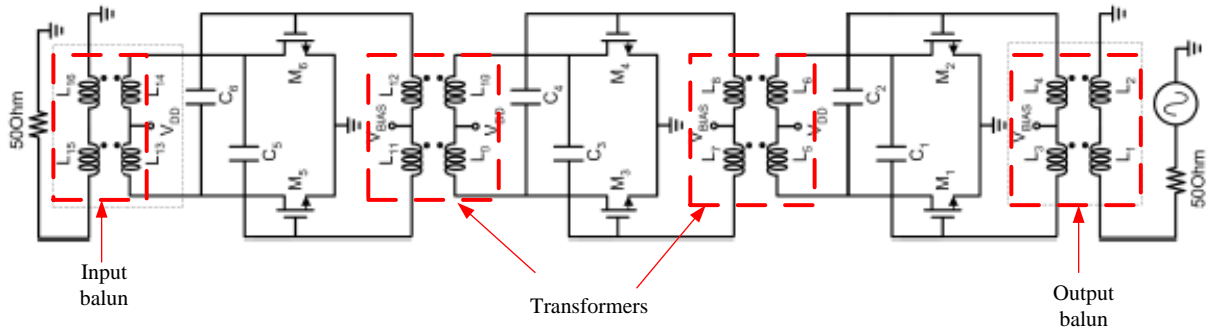 50Ohm
L16
L14
L15
L13
VDD
C6
C5
M6
M5
L12
L10
VBIAS
VDD
L11
L9
C4
C3
M4
M3
L8
L6
VBIAS
VDD
L7
L5
C2
C1
M2
M1
L4
L2
VBIAS
L3
L1
50Ohm
Input
balun
Transformers
Output
balun